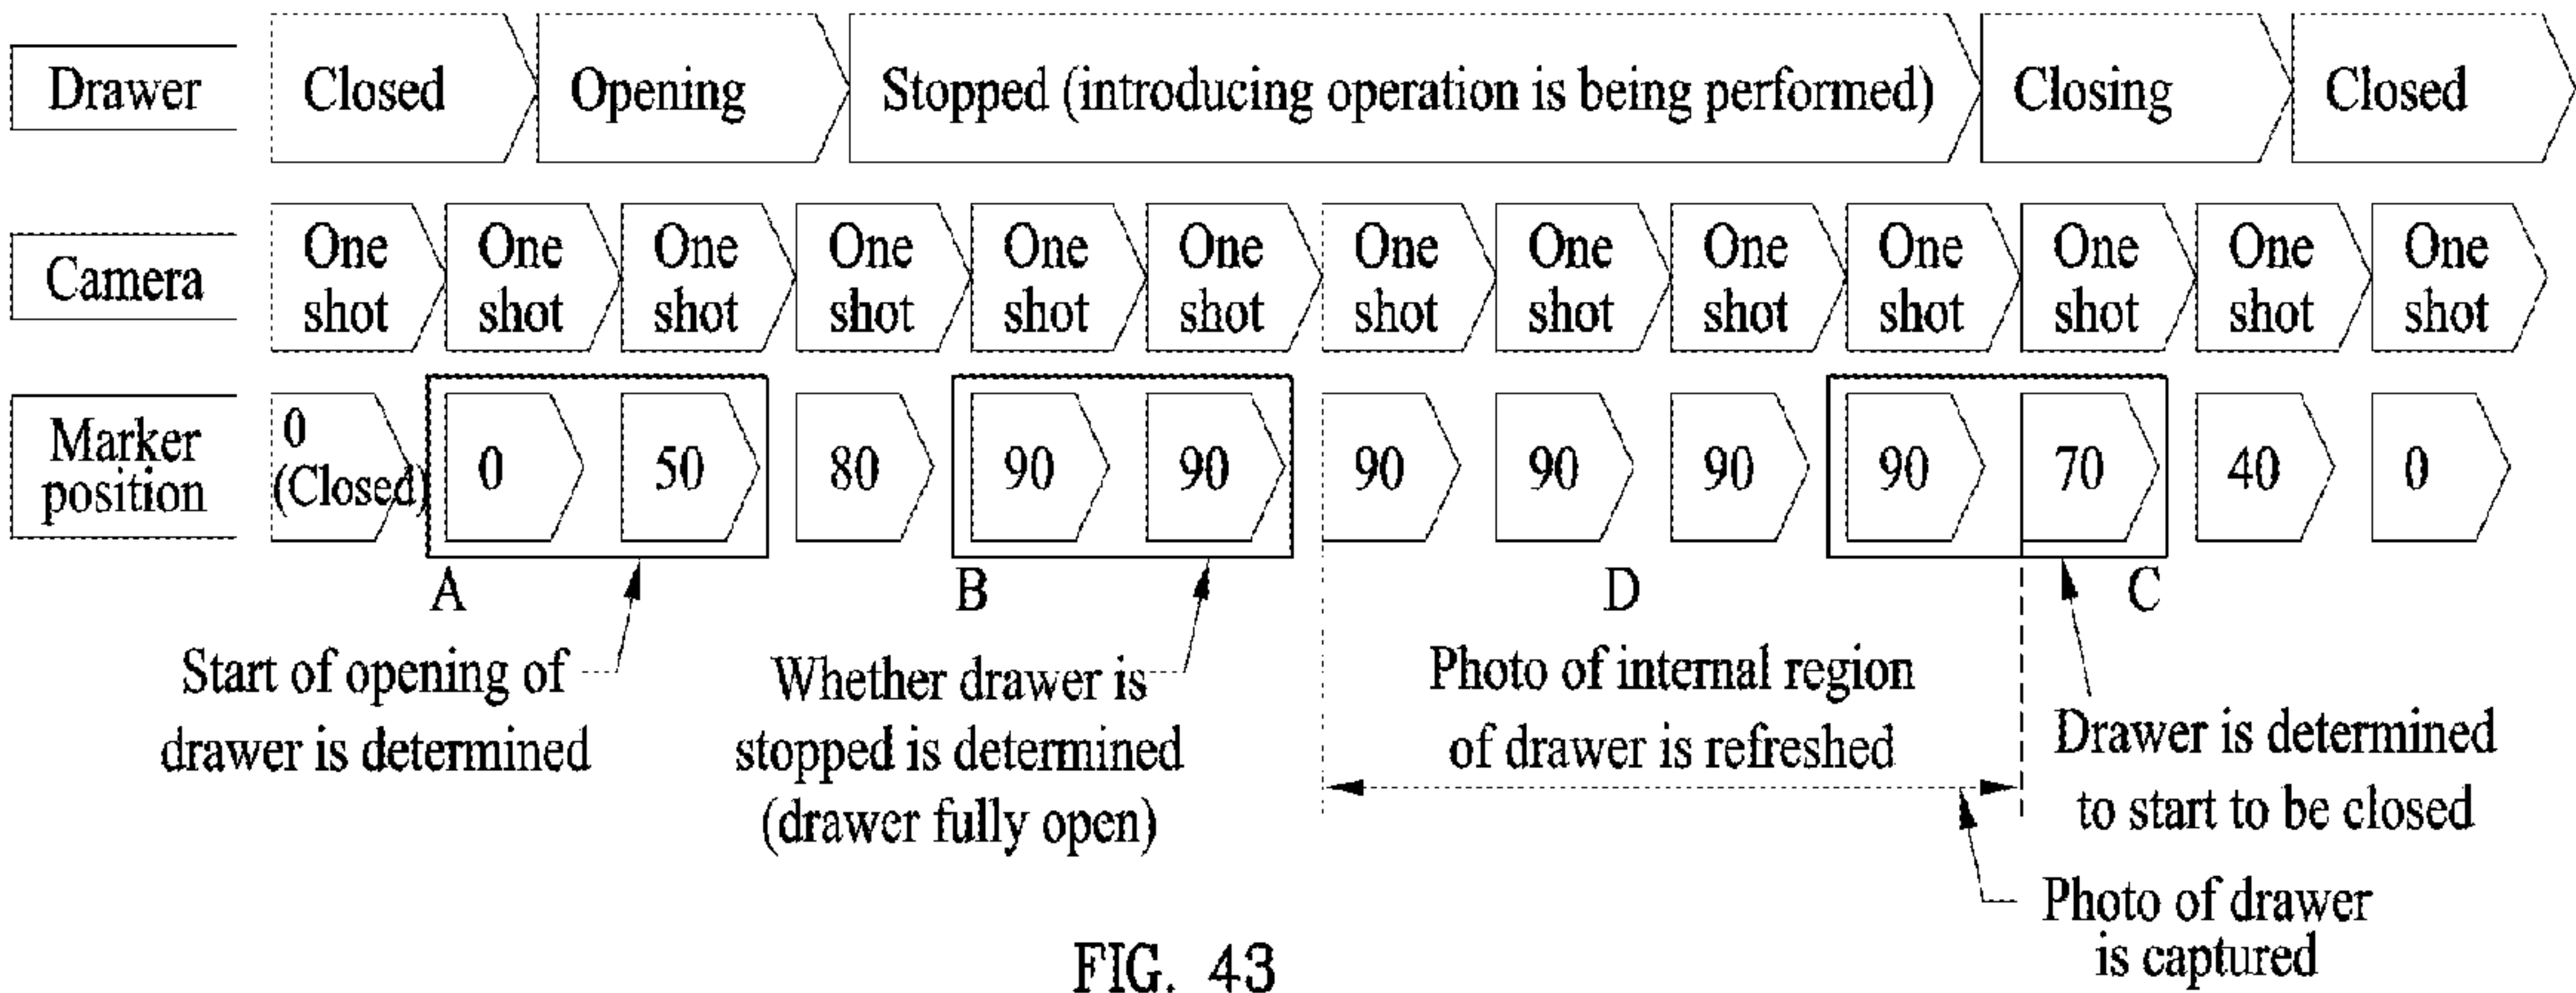 Drawer
Closed
Opening
Stopped (introducing operation is being performed)
Closing
Closed
Camera
One
shot
One
shot
One
shot
One
shot
One
shot
One
shot
One
shot
One
shot
One
shot
One
shot
One
shot
One
shot
One
shot
Marker
position
0
(Closed)
0
50
80
90
90
90
90
90
90
70
40
0
A
B
D
C
Start of opening of
drawer is determined
Whether drawer is
stopped is determined
(drawer fully open)
Photo of internal region
of drawer is refreshed
Drawer is determined
to start to be closed
Photo of drawer
is captured
FIG. 43